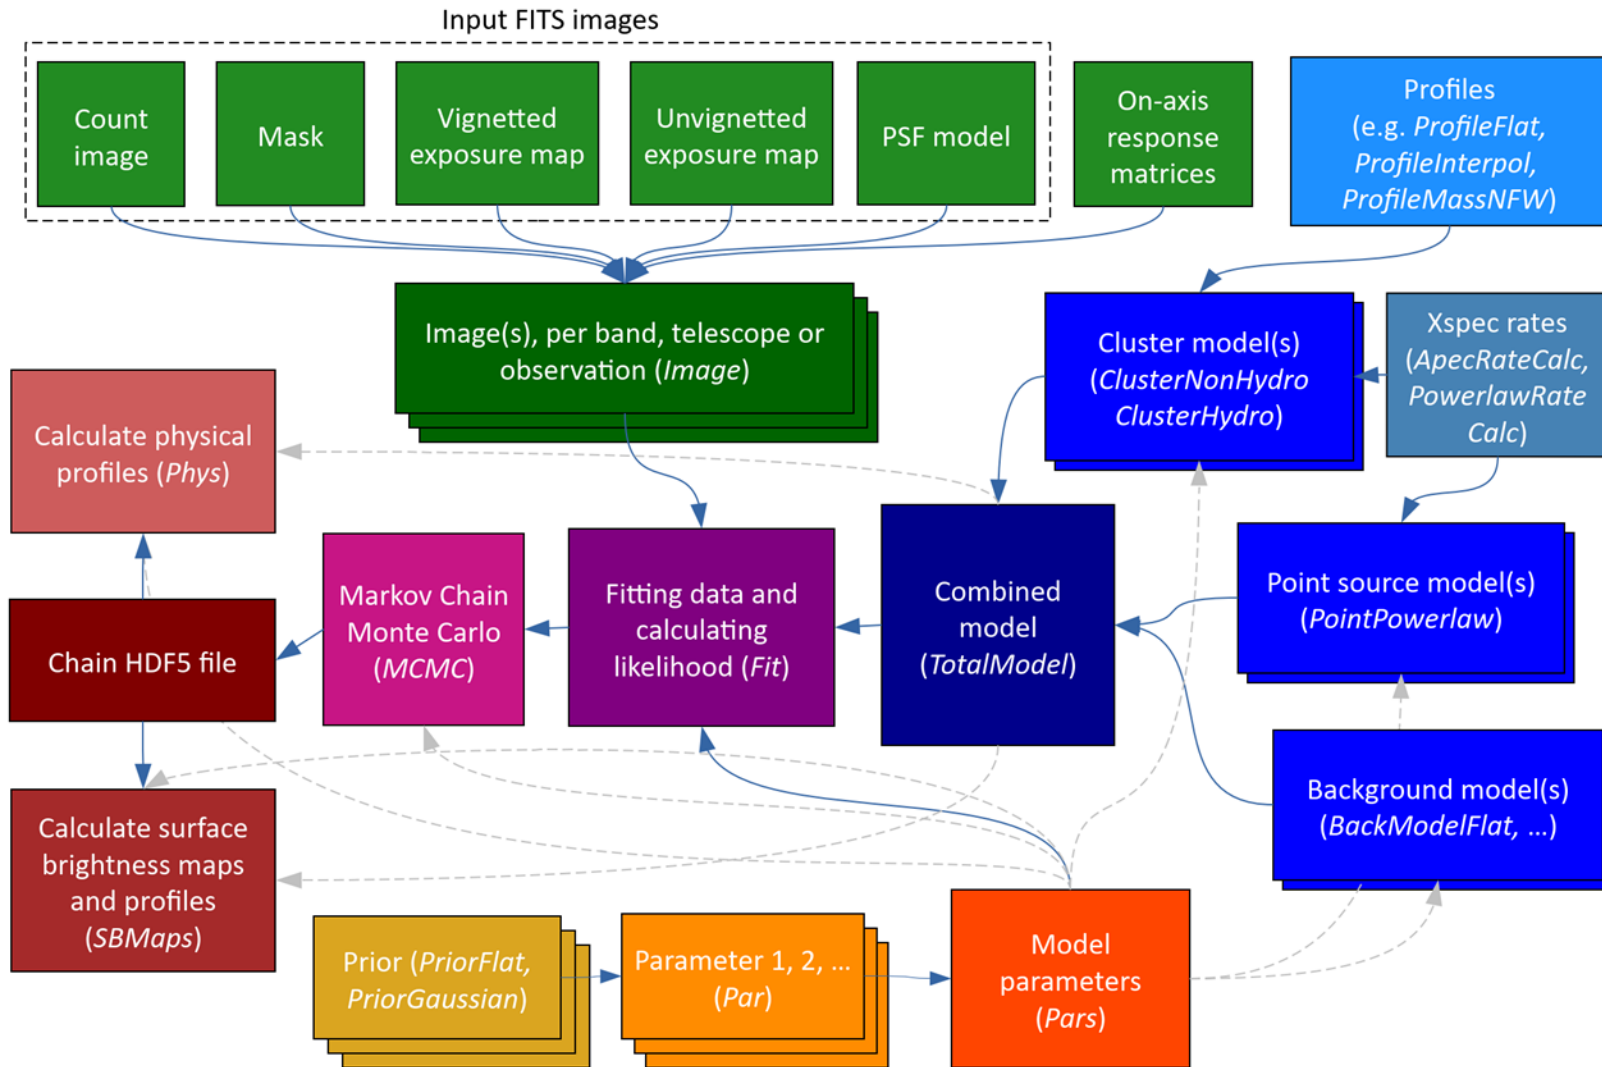 Input FITS images
Count
image
Mask
Vignetted
exposure map
Unvignetted
exposure map
PSF model
On-axis
response
matrices
Profiles
(e.g. ProfileFlat,
ProfileInterpol,
ProfileMassNFW)
Image(s), per band, telescope or
observation (Image)
Cluster model(s)
(ClusterNonHydro
ClusterHydro)
Xspec rates
(ApecRateCalc,
PowerlawRate
Calc)
Calculate physical
profiles (Phys)
Chain HDF5 file
Markov Chain
Monte Carlo
(MCMC)
Fitting data and
calculating
likelihood (Fit)
Combined
model
(TotalModel)
Point source model(s)
(PointPowerlaw)
Background model(s)
(BackModelFlat, ...)
Calculate surface
brightness maps
and profiles
(SBMaps)
Prior (PriorFlat,
PriorGaussian)
Parameter 1, 2, ...
(Par)
Model
parameters
(Pars)